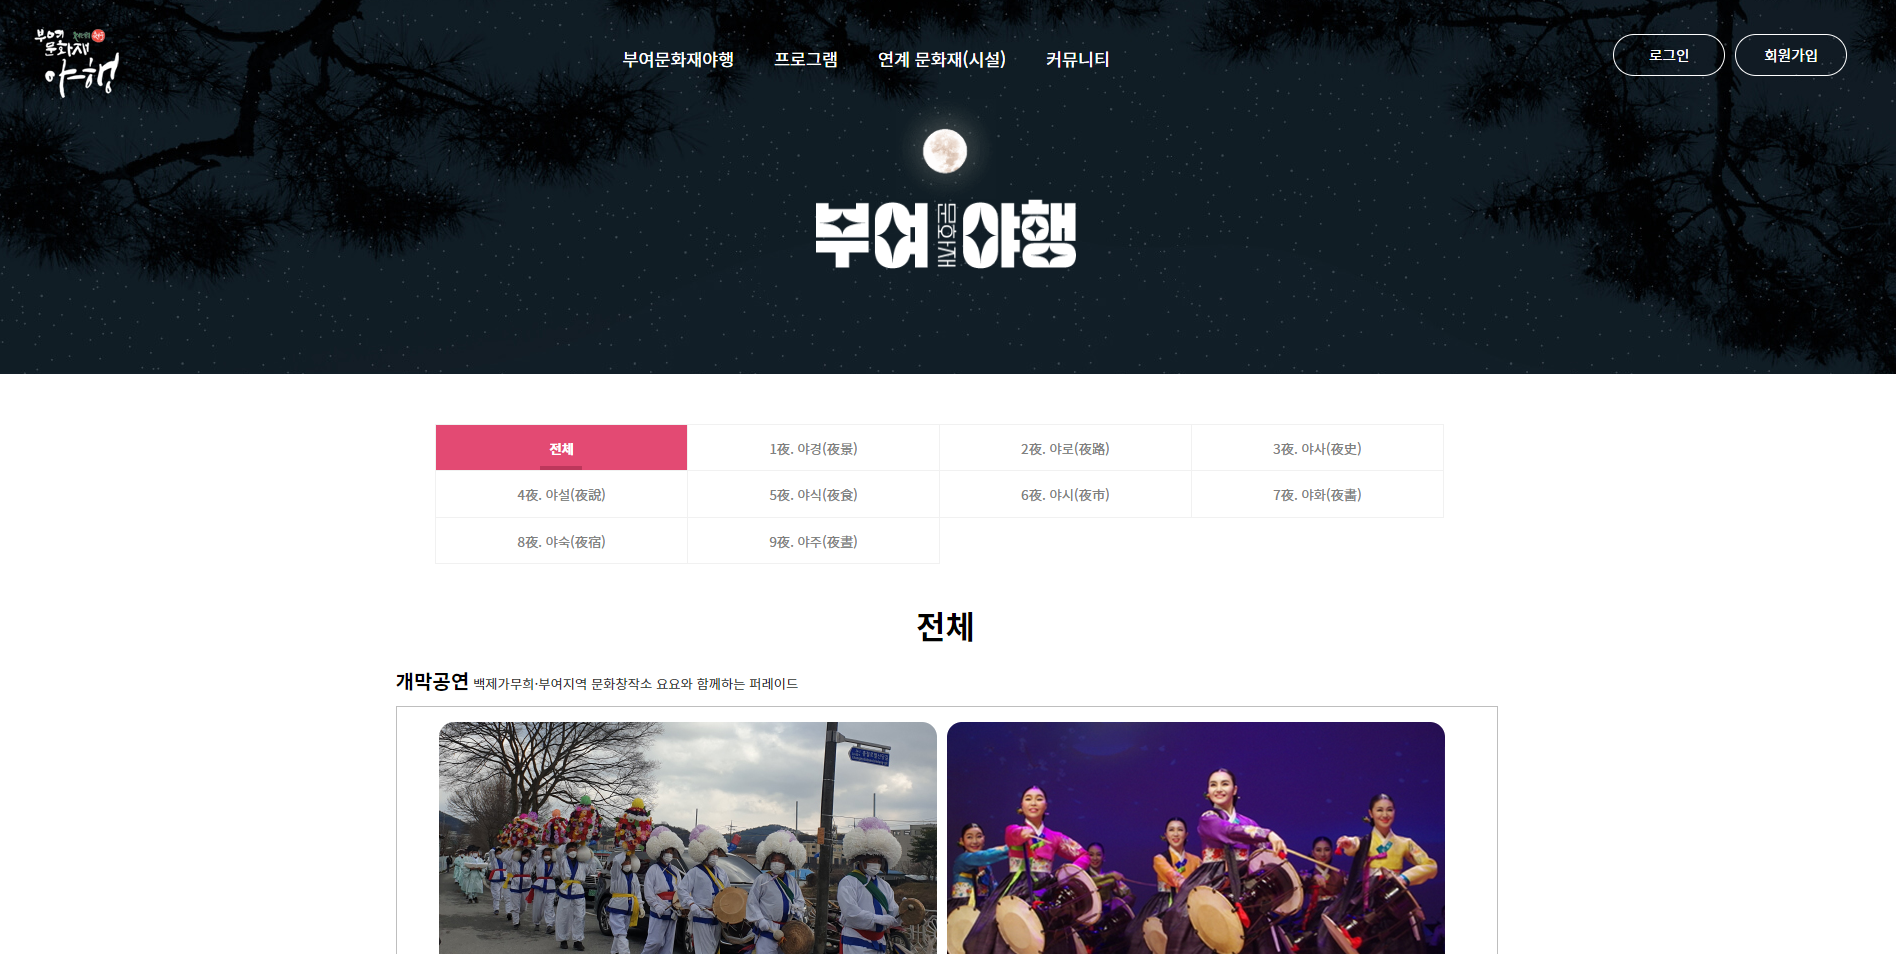 부여
문화재
야행
부여문화재야행 프로그램 연계 문화재(시설) 커뮤니티
로그인 회원가입
부여 문화재 야행
전체 1夜. 야경(夜景) 2夜. 야로(夜路) 3夜. 야사(夜史)
4夜. 야설(夜說) 5夜. 야식(夜食) 6夜. 야시(夜市) 7夜. 야화(夜畵)
8夜. 야숙(夜宿) 9夜. 야주(夜晝)
전체
개막공연 백제가무희·부여지역 문화창작소 요요와 함께하는 퍼레이드